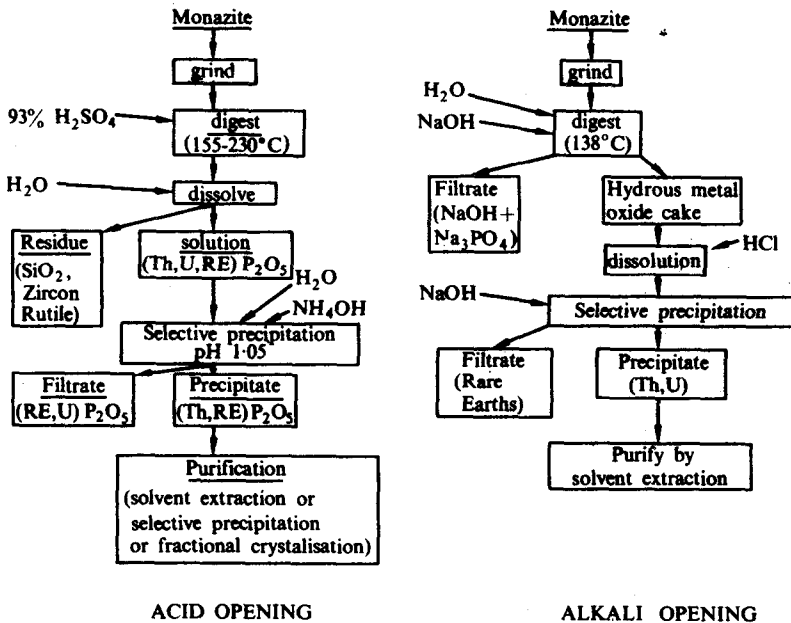 Monazite
grind
93% H₂SO₄
digest
(155-230°C)
H₂O
dissolve
Residue
(SiO₂,
Zircon
Rutile)
solution
(Th,U,RE) P₂O₅
H₂O
NH₄OH
Selective precipitation
pH 1·05
Filtrate
(RE,U) P₂O₅
Precipitate
(Th,RE) P₂O₅
Purification
(solvent extraction or
selective precipitation
or fractional crystalisation)
ACID OPENING
Monazite
grind
H₂O
NaOH
digest
(138°C)
Filtrate
(NaOH+
Na₃PO₄)
Hydrous metal
oxide cake
HCl
dissolution
NaOH
Selective precipitation
Filtrate
(Rare
Earths)
Precipitate
(Th,U)
Purify by
solvent extraction
ALKALI OPENING